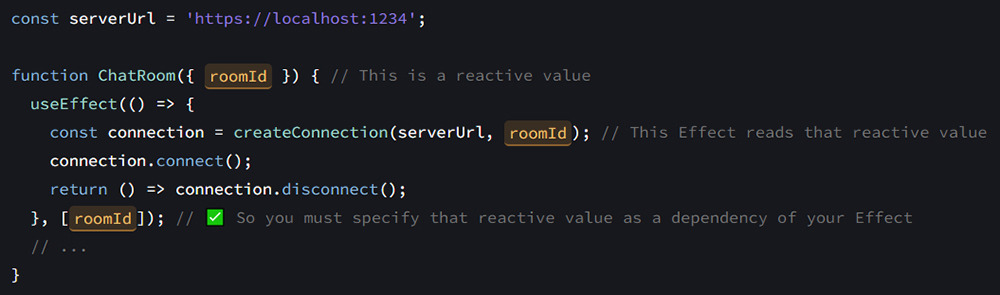 const serverUrl = 'https://localhost:1234';
function ChatRoom({ roomId }) { // This is a reactive value
useEffect(() => {
const connection = createConnection(serverUrl, roomId); // This Effect reads that reactive value
connection.connect();
return () => connection.disconnect();
}, [roomId]); // ✅ So you must specify that reactive value as a dependency of your Effect
// ...
}